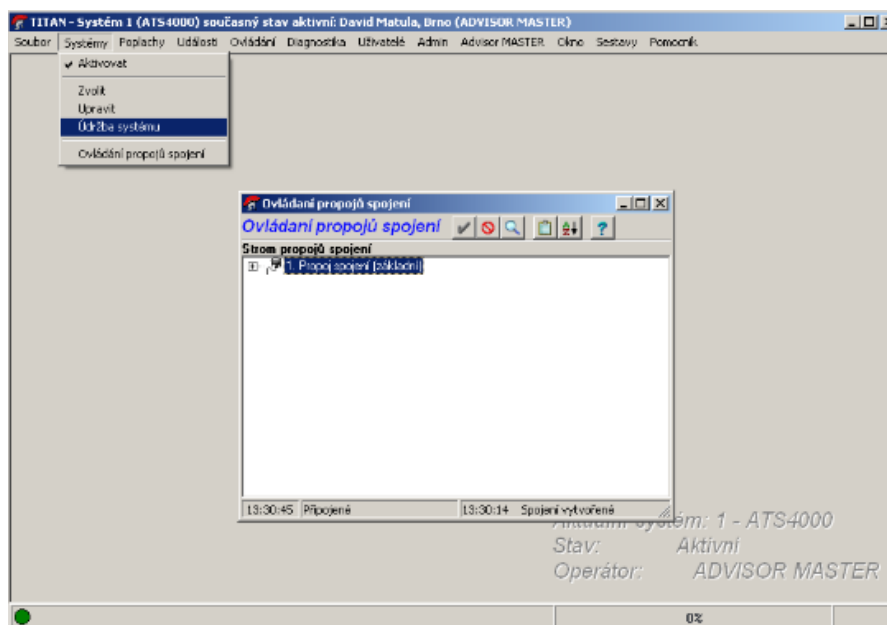 TITAN - Systém 1 (ATS4000) současný stav aktivní: David Matula, Brno (ADVISOR MASTER)
Soubor Systémy Poplachy Události Ovládání Diagnostika Uživatelé Admin Advisor MASTER Okno Sestavy Pomocník
Aktivovat
Zvolit
Upravit
Údržba systému
Ovládání propojů spojení
Ovládaní propojů spojení
Ovládaní propojů spojení
Strom propojů spojení
1. Propoj spojení (základní)
13:30:45 Připojené 13:30:14 Spojení vytvořené
Aktuální systém: 1 - ATS4000
Stav: Aktivní
Operátor: ADVISOR MASTER
0%